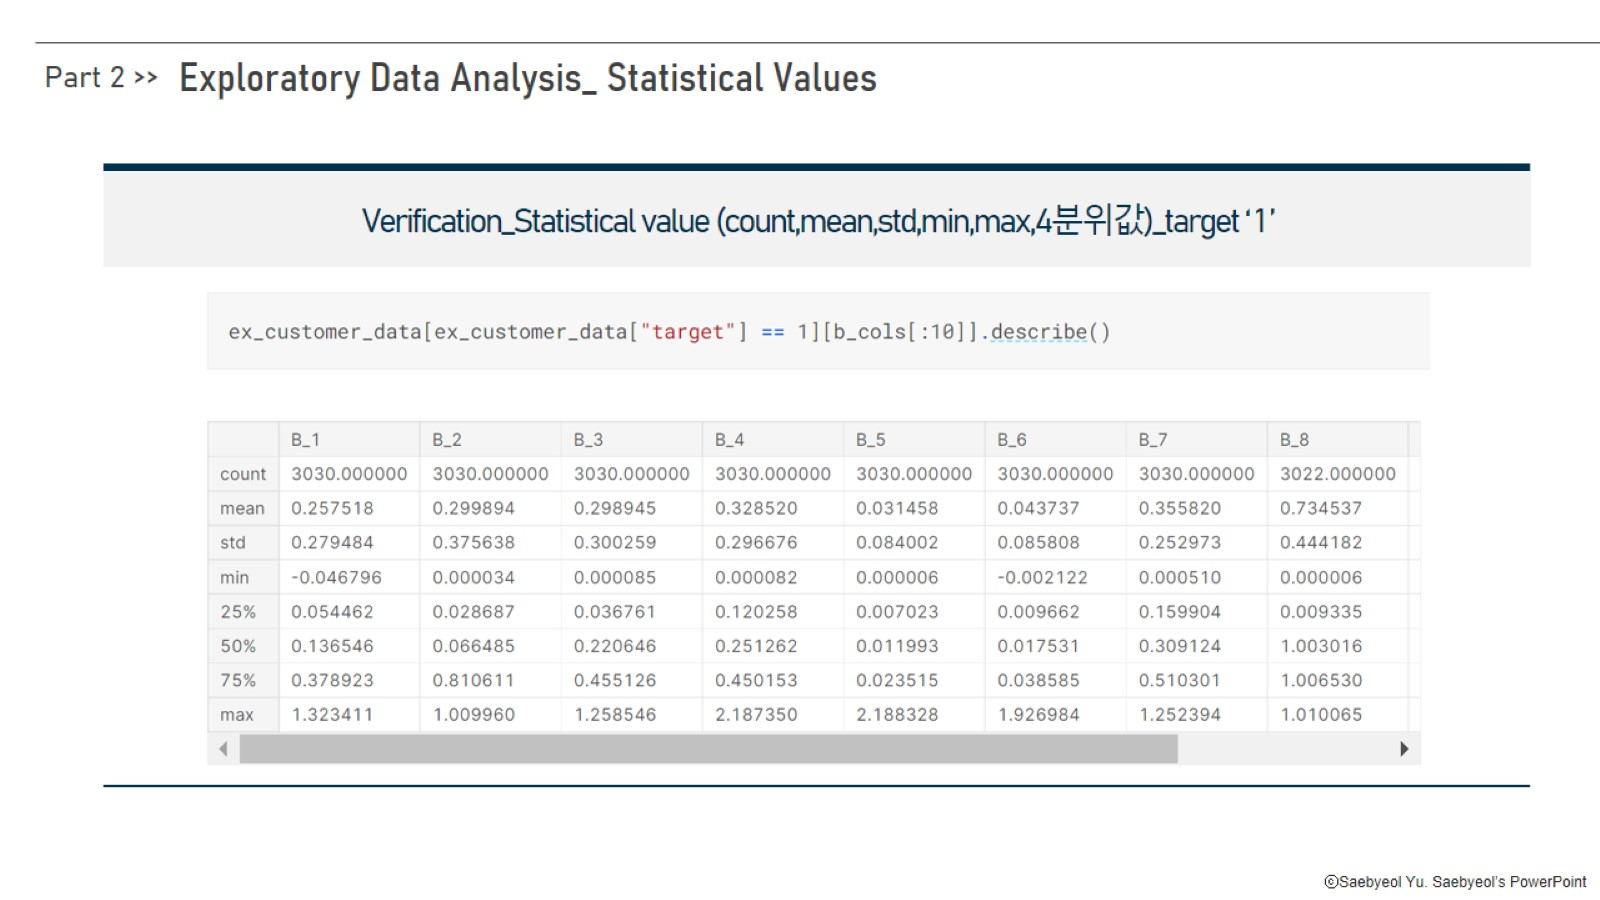 Part 2 >> Exploratory Data Analysis_ Statistical Values
Verification_Statistical value (count,mean,std,min,max,4분위값)_target ‘1’
ex_customer_data[ex_customer_data["target"] == 1][b_cols[:10]].describe()
B_1 B_2 B_3 B_4 B_5 B_6 B_7 B_8
count 3030.000000 3030.000000 3030.000000 3030.000000 3030.000000 3030.000000 3030.000000 3022.000000
mean 0.257518 0.299894 0.298945 0.328520 0.031458 0.043737 0.355820 0.734537
std 0.279484 0.375638 0.300259 0.296676 0.084002 0.085808 0.252973 0.444182
min -0.046796 0.000034 0.000085 0.000082 0.000006 -0.002122 0.000510 0.000006
25% 0.054462 0.028687 0.036761 0.120258 0.007023 0.009662 0.159904 0.009335
50% 0.136546 0.066485 0.220646 0.251262 0.011993 0.017531 0.309124 1.003016
75% 0.378923 0.810611 0.455126 0.450153 0.023515 0.038585 0.510301 1.006530
max 1.323411 1.009960 1.258546 2.187350 2.188328 1.926984 1.252394 1.010065
ⓒSaebyeol Yu. Saebyeol’s PowerPoint